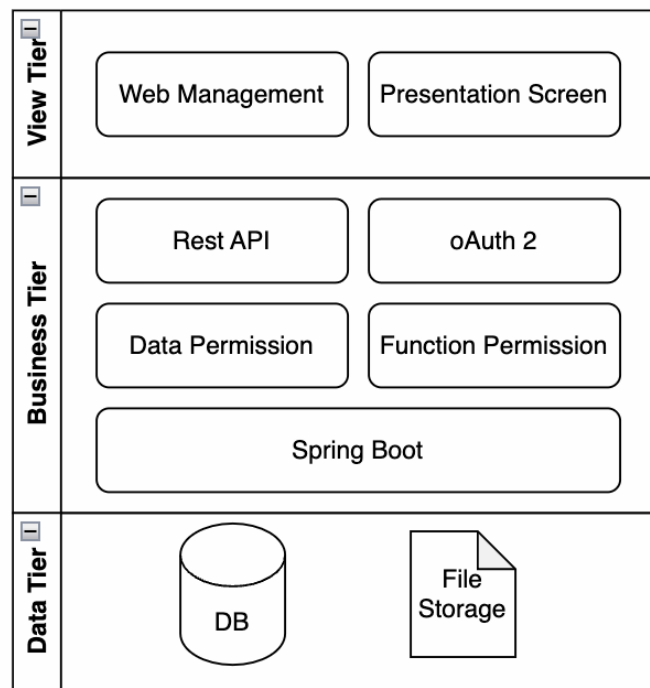 View Tier
Web Management
Presentation Screen
Business Tier
Rest API
oAuth 2
Data Permission
Function Permission
Spring Boot
Data Tier
DB
File
Storage